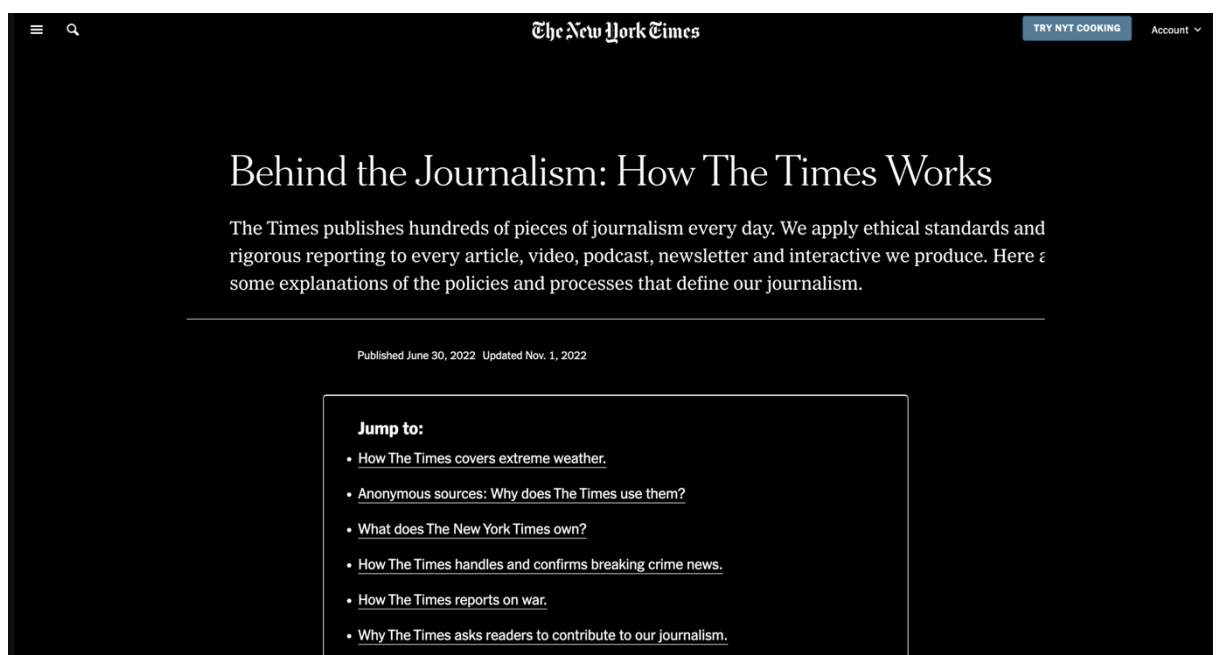 The New York Times
TRY NYT COOKING
Account
Behind the Journalism: How The Times Works
The Times publishes hundreds of pieces of journalism every day. We apply ethical standards and
rigorous reporting to every article, video, podcast, newsletter and interactive we produce. Here
some explanations of the policies and processes that define our journalism.
Published June 30, 2022 Updated Nov. 1, 2022
Jump to:
• How The Times covers extreme weather.
• Anonymous sources: Why does The Times use them?
• What does The New York Times own?
• How The Times handles and confirms breaking crime news.
• How The Times reports on war.
• Why The Times asks readers to contribute to our journalism.